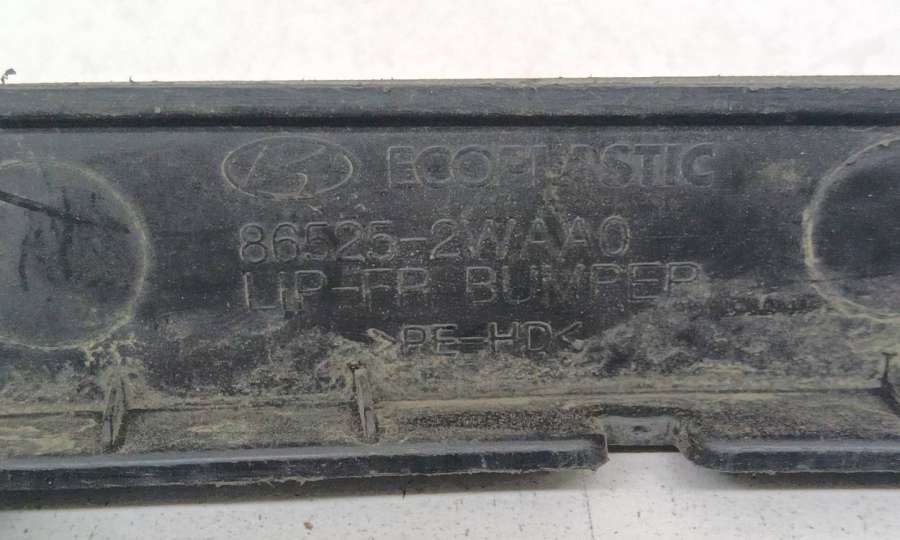 ECOPLASTIC
86525-2WAA0
LIP-FR BUMPER
>PE-HD<